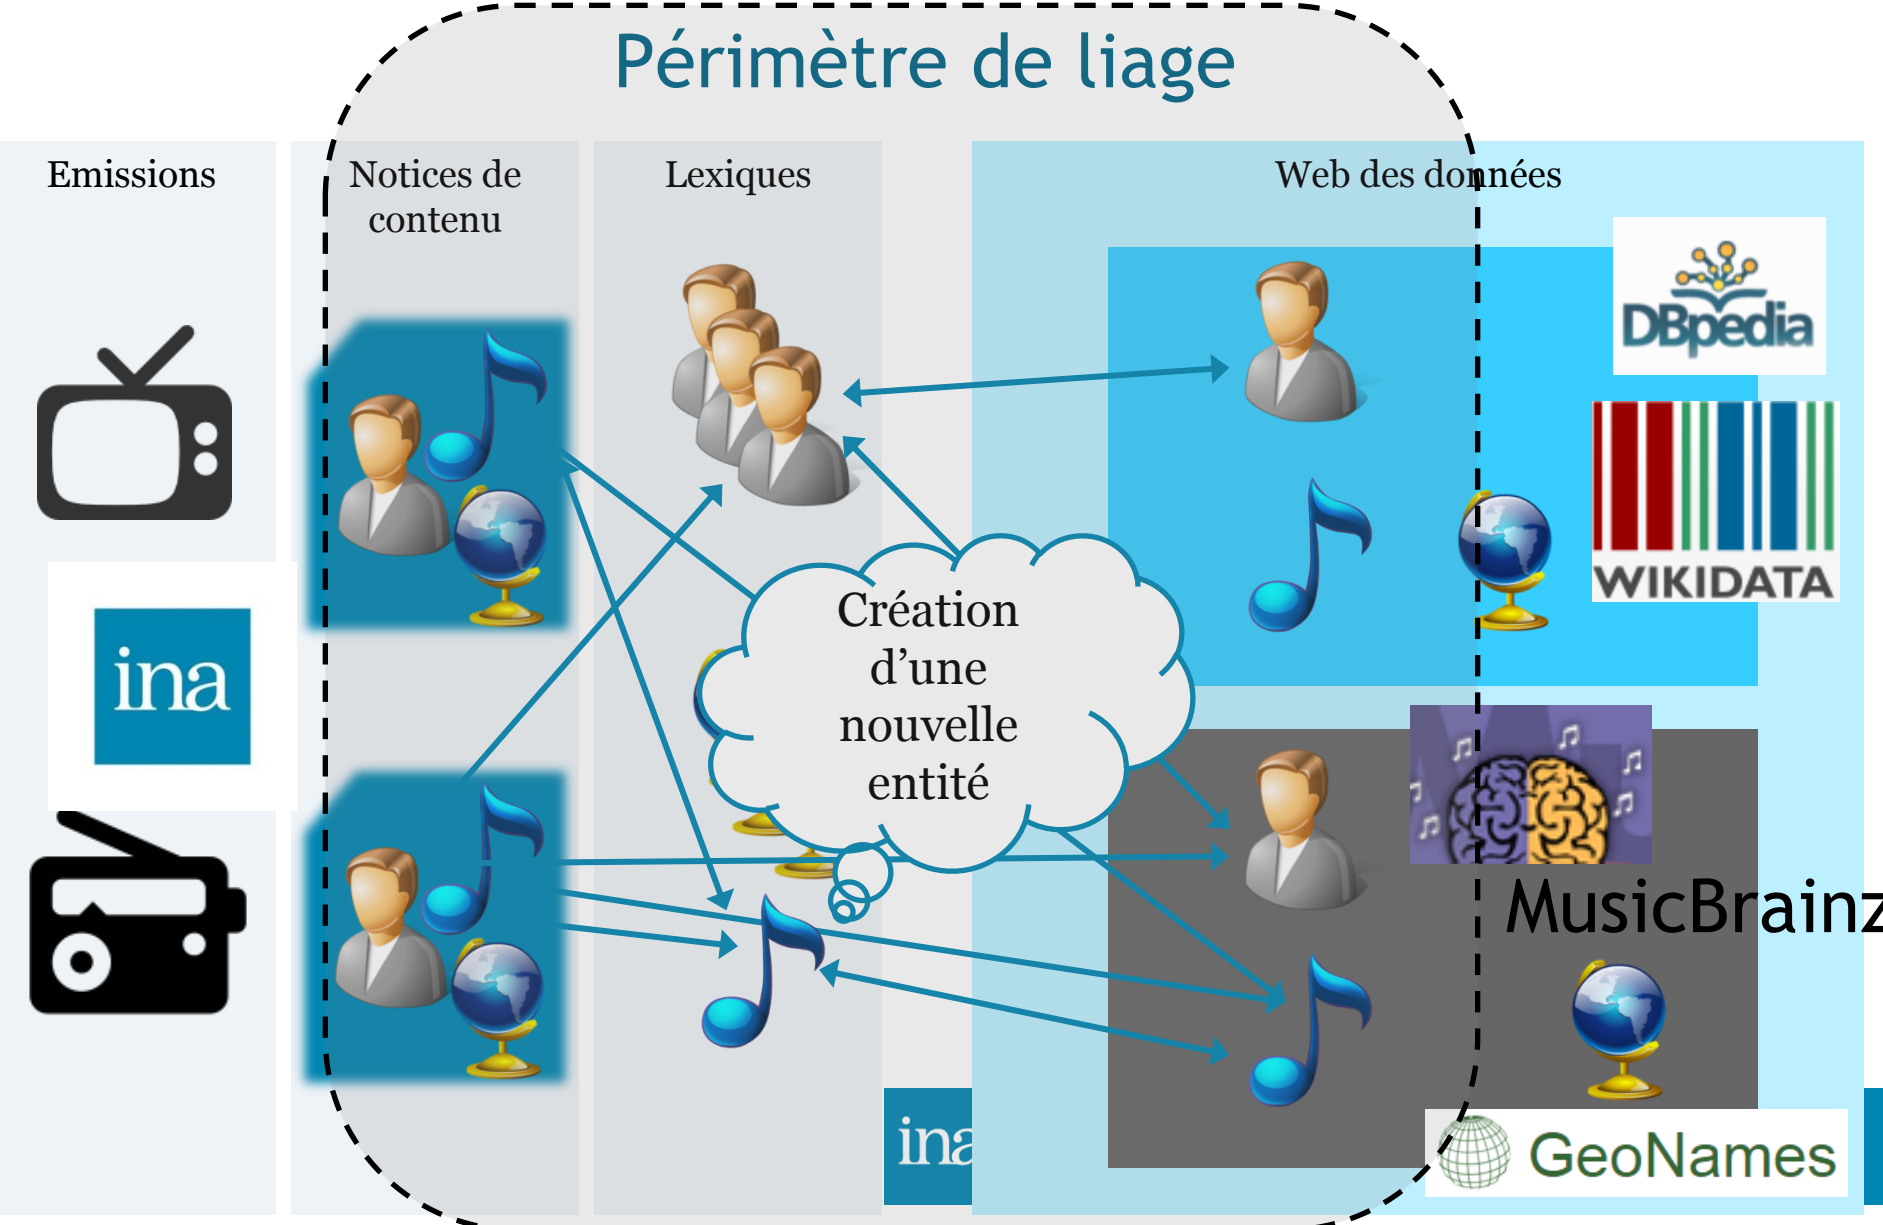 Périmètre de liage
Emissions
Notices de
contenu
Lexiques
Web des données
DBpedia
WIKIDATA
Création
d’une
nouvelle
entité
ina
MusicBrainz
ina
GeoNames